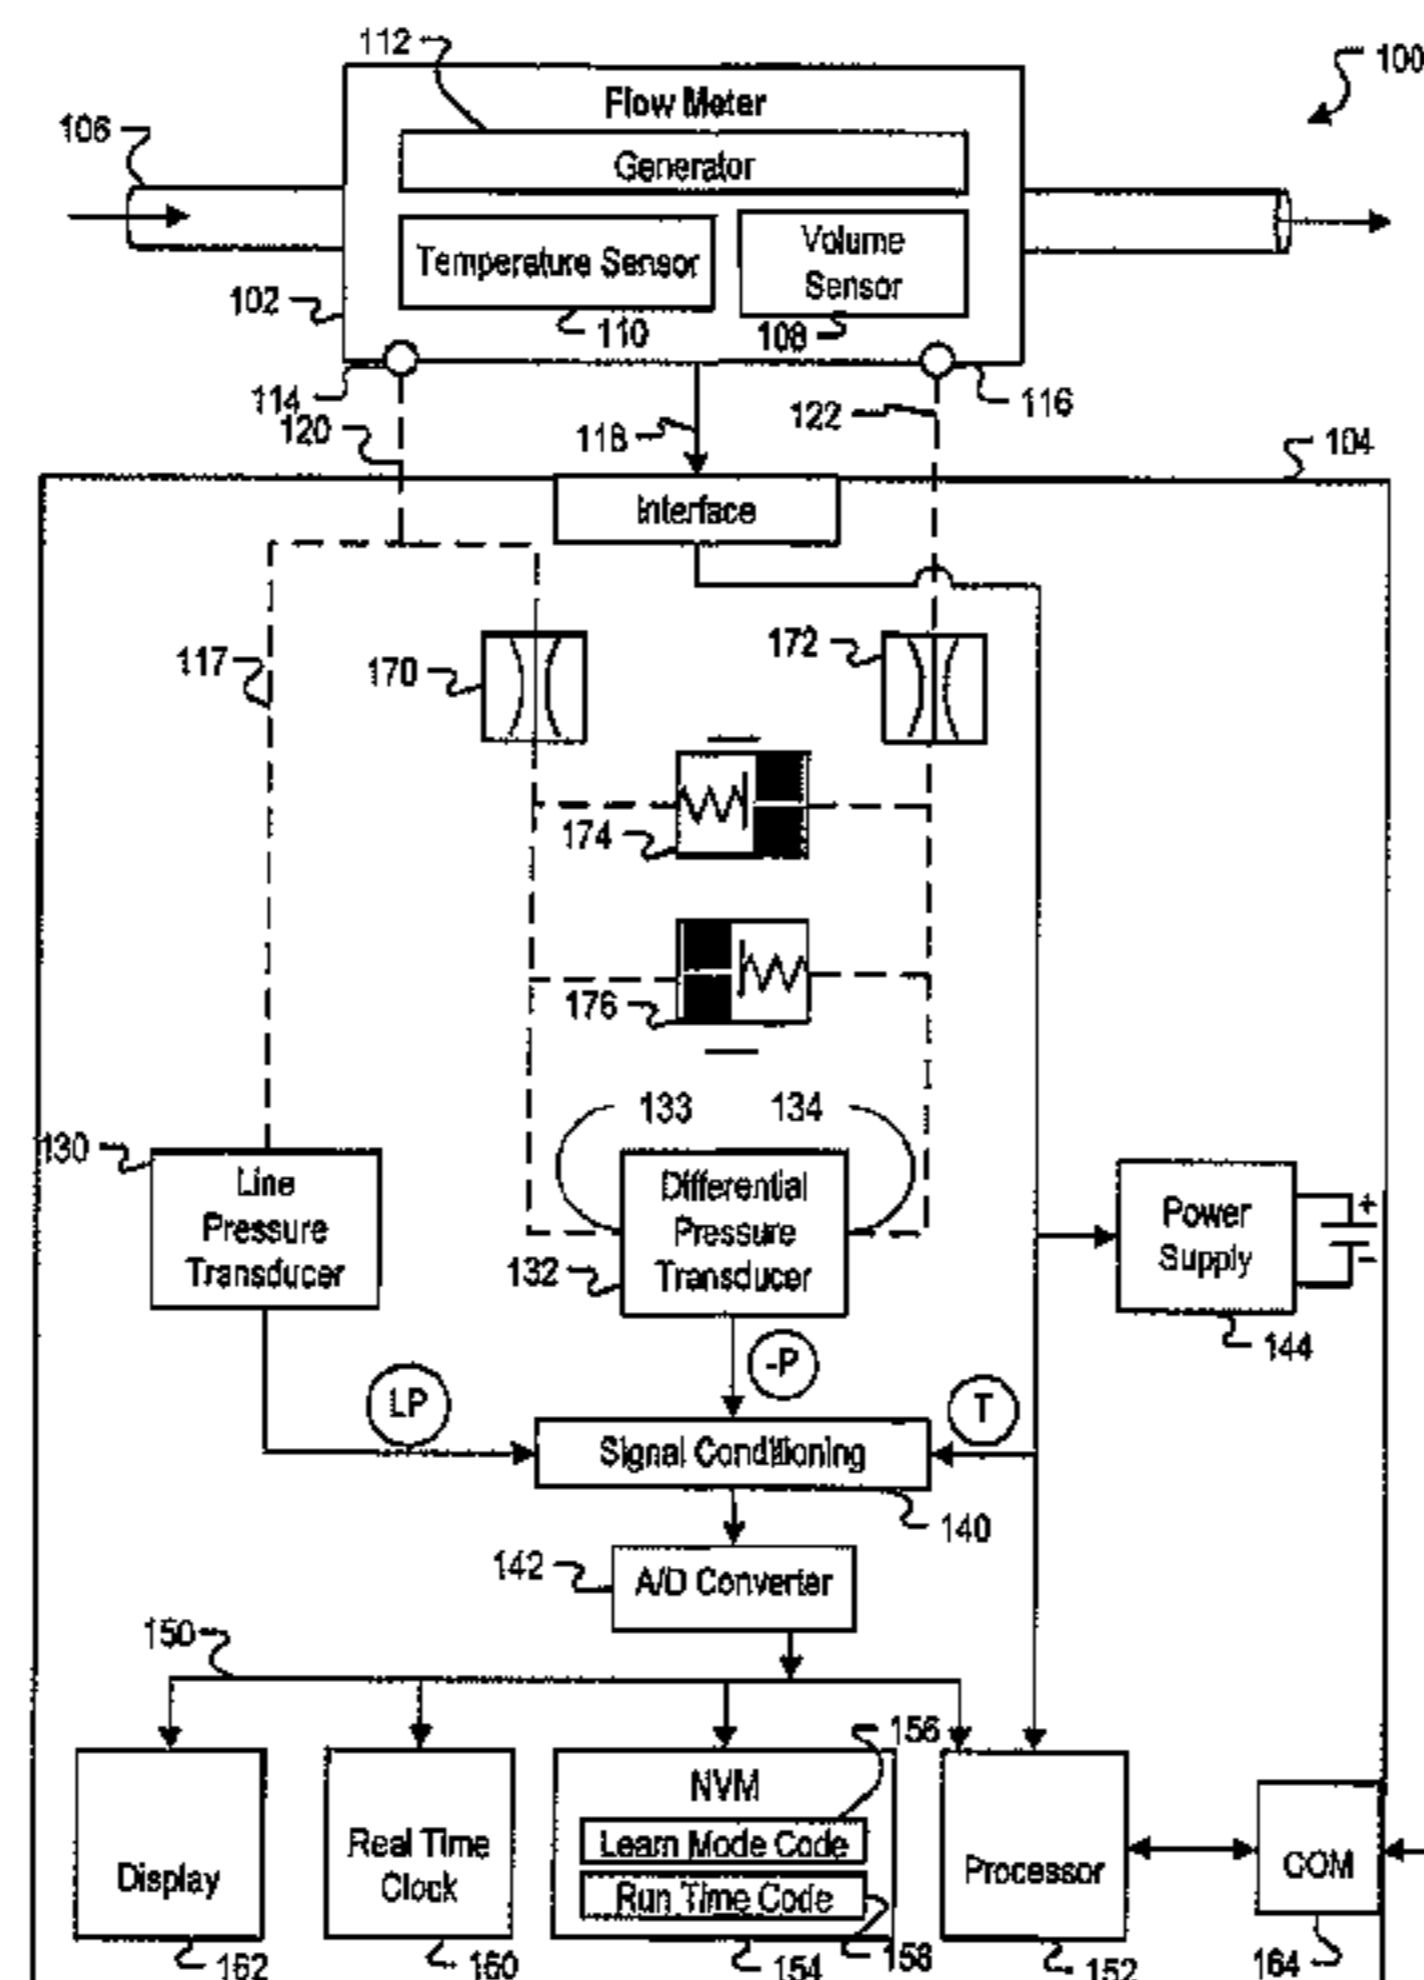 112
100
Flow Meter
106
Generator
Temperature Sensor
Volume
Sensor
102
110
108
114
116
120
118
122
104
Interface
117
170
172
174
176
133
134
130
Line
Pressure
Transducer
Differential
Pressure
Transducer
132
Power
Supply
+
-
144
LP
-P
T
Signal Conditioning
140
142
A/D Converter
150
156
NVM
Learn Mode Code
Run Time Code
Display
Real Time
Clock
Processor
COM
162
160
154
158
152
164